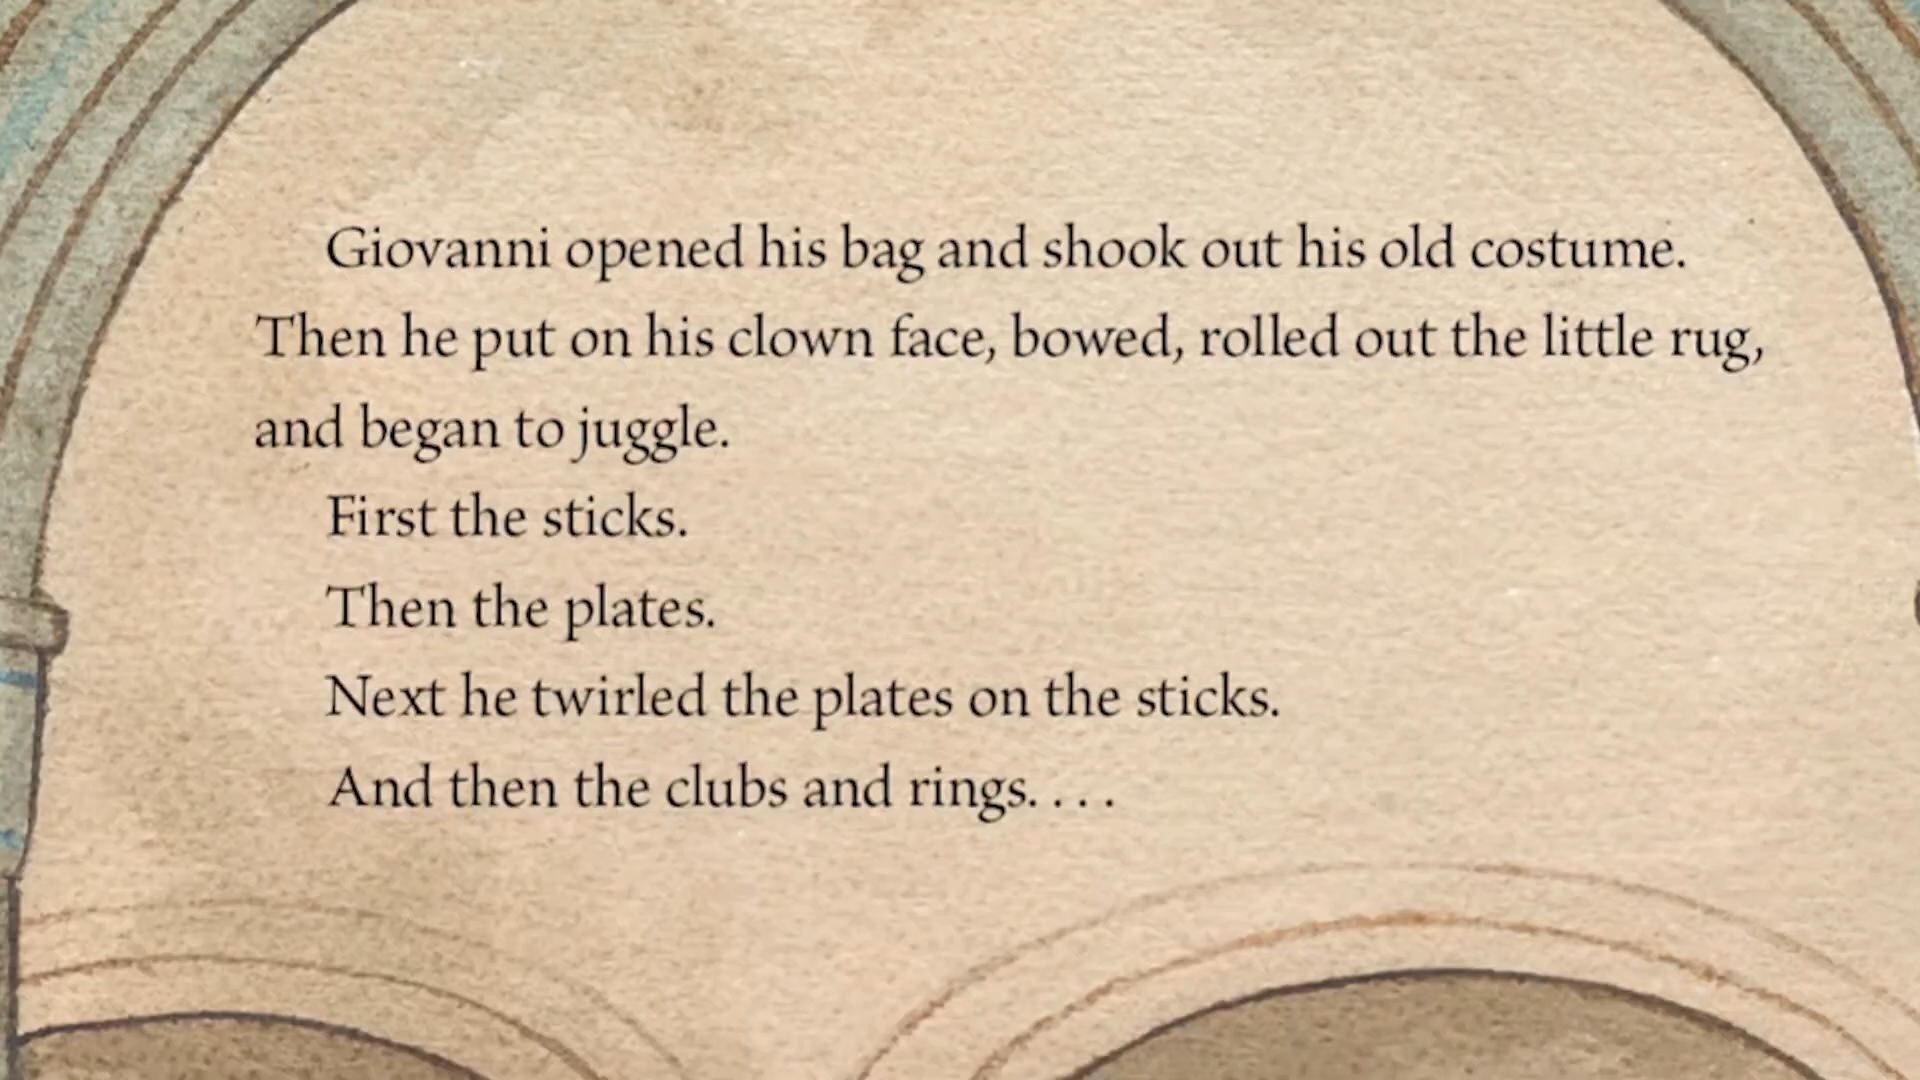 Giovanni opened his bag and shook out his old costume.
Then he put on his clown face, bowed, rolled out the little rug,
and began to juggle.
First the sticks.
Then the plates.
Next he twirled the plates on the sticks.
And then the clubs and rings. . . .